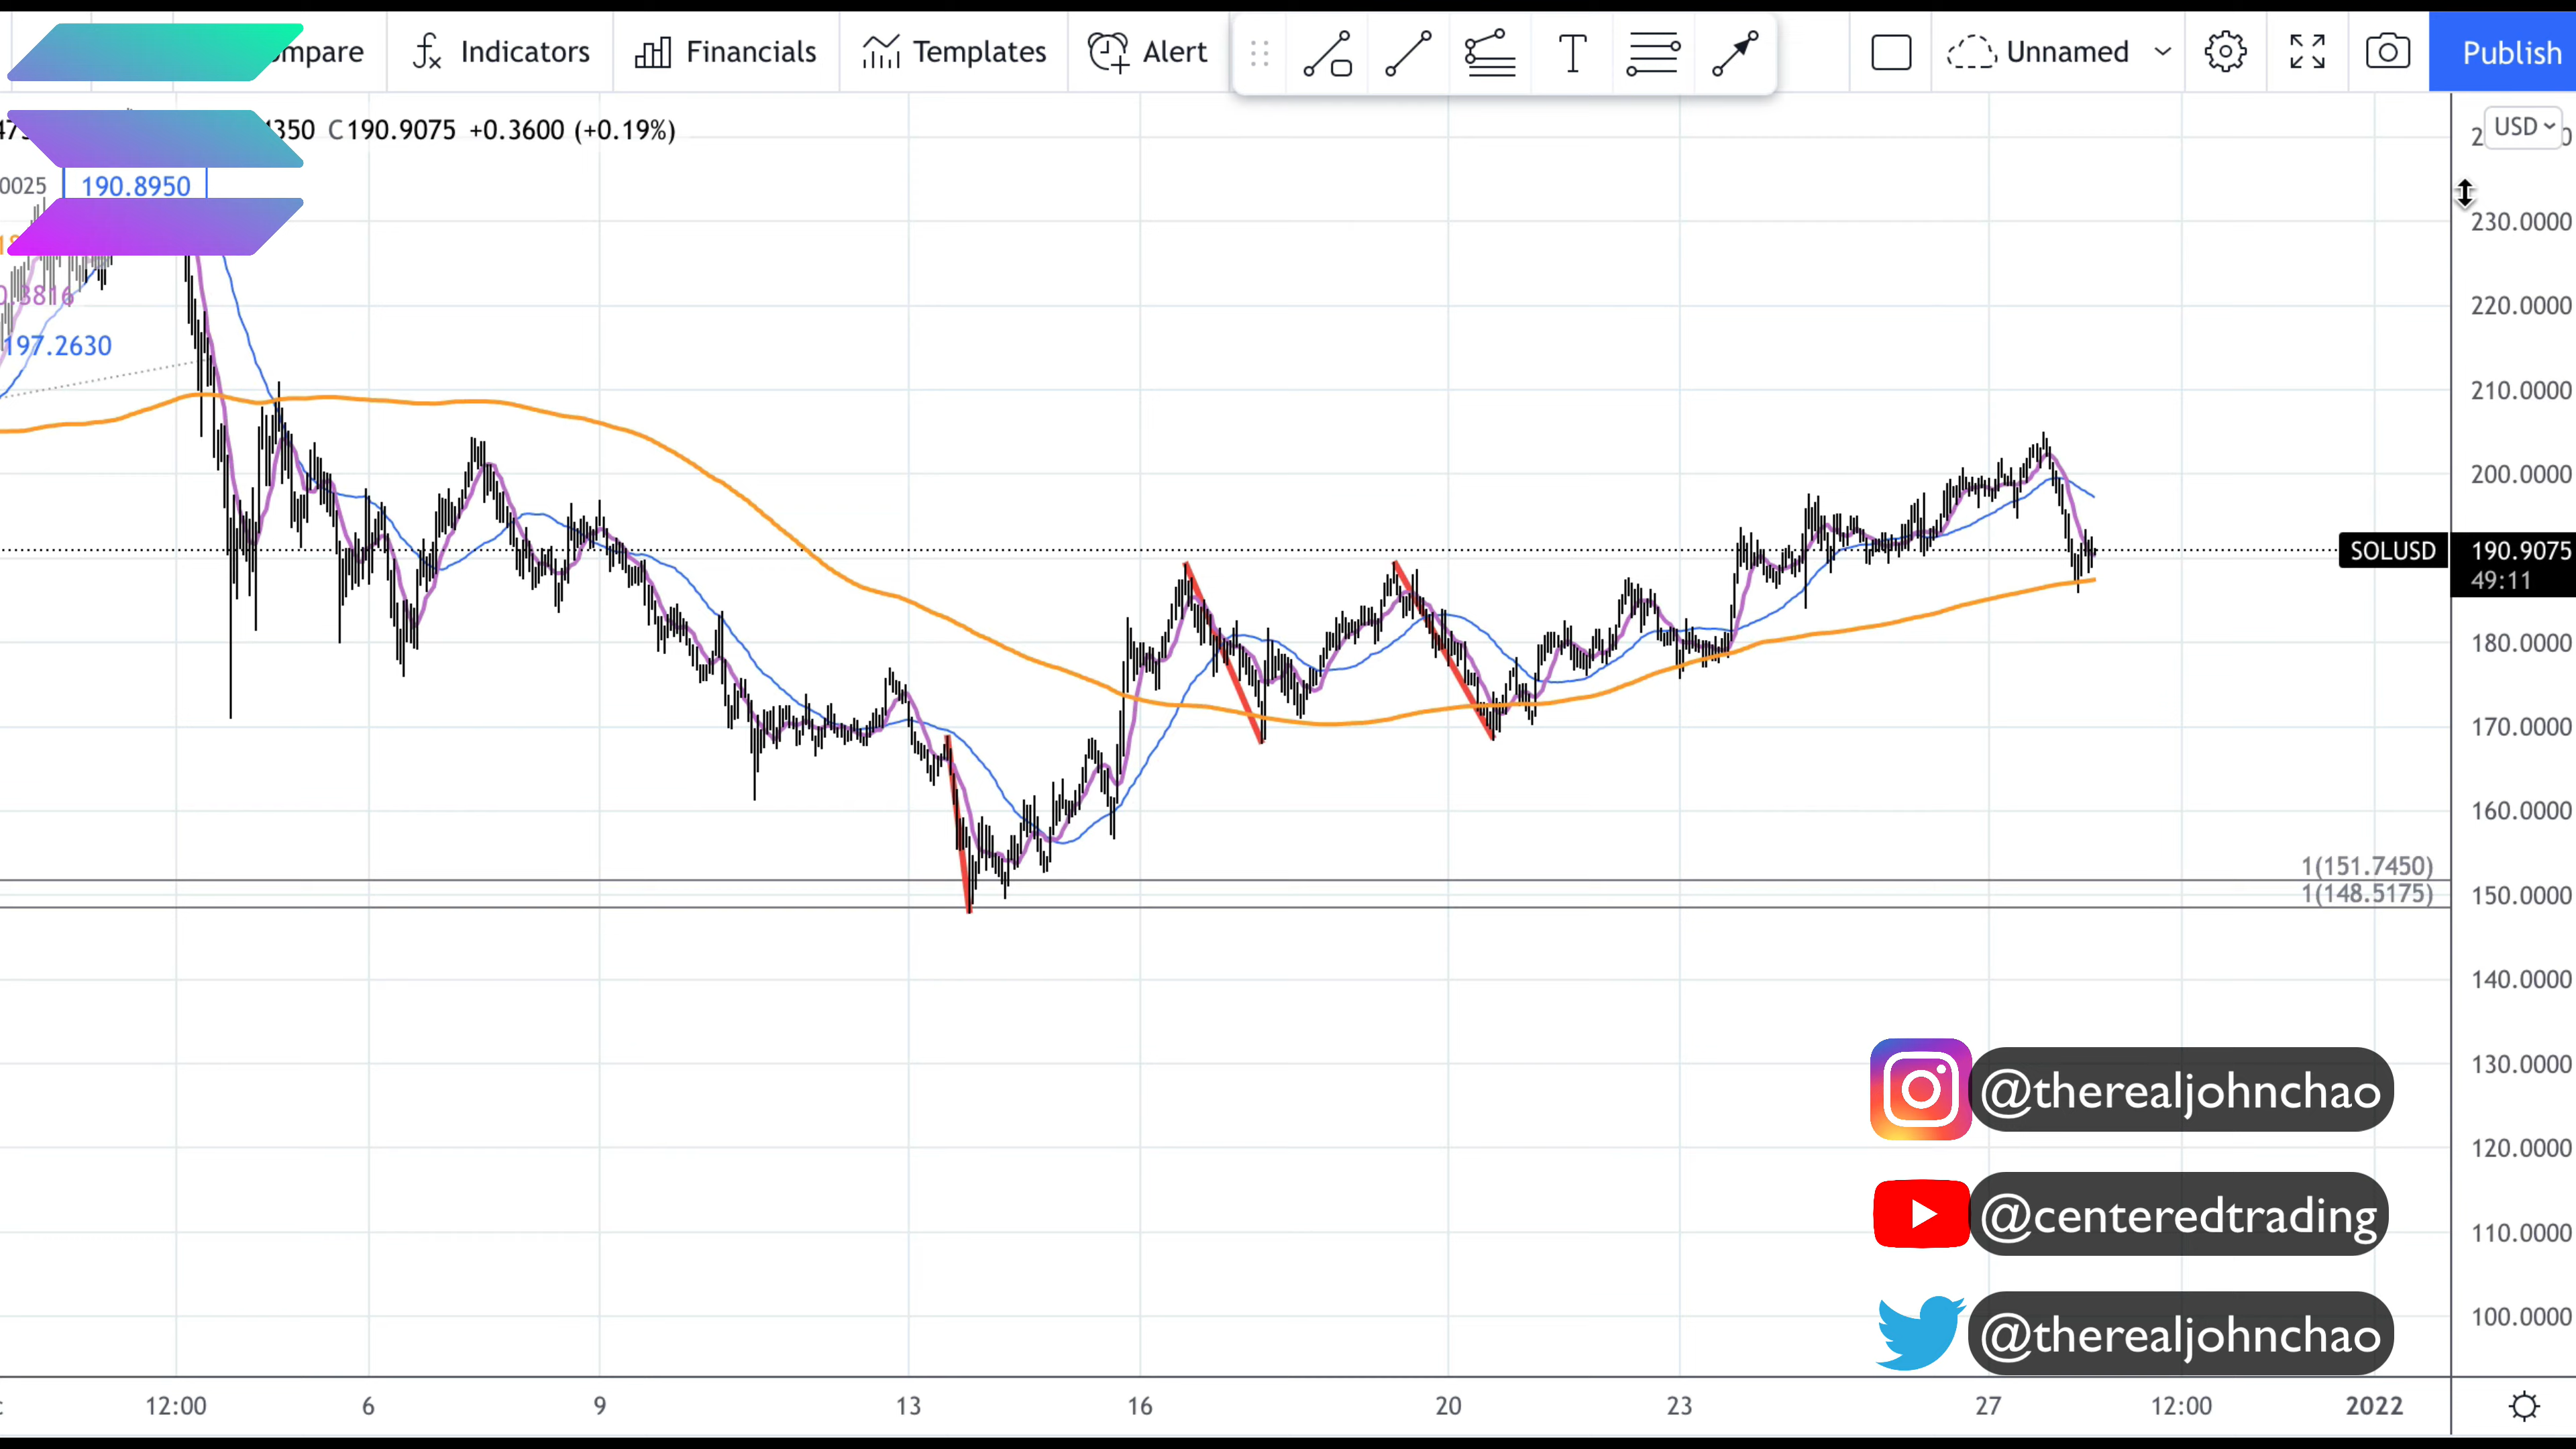 Indicators Financials Templates Alert T Unnamed Publish
C190.9075 +0.3600 (+0.19%)
USD
190.8950
197.2630
230.0000
220.0000
210.0000
200.0000
SOLUSD 190.9075
49:11
180.0000
170.0000
160.0000
1(151.7450)
1(148.5175)
150.0000
140.0000
130.0000
@therealjohnchao
120.0000
@centeredtrading
110.0000
100.0000
@therealjohnchao
12:00 6 9 13 16 20 23 27 12:00 2022